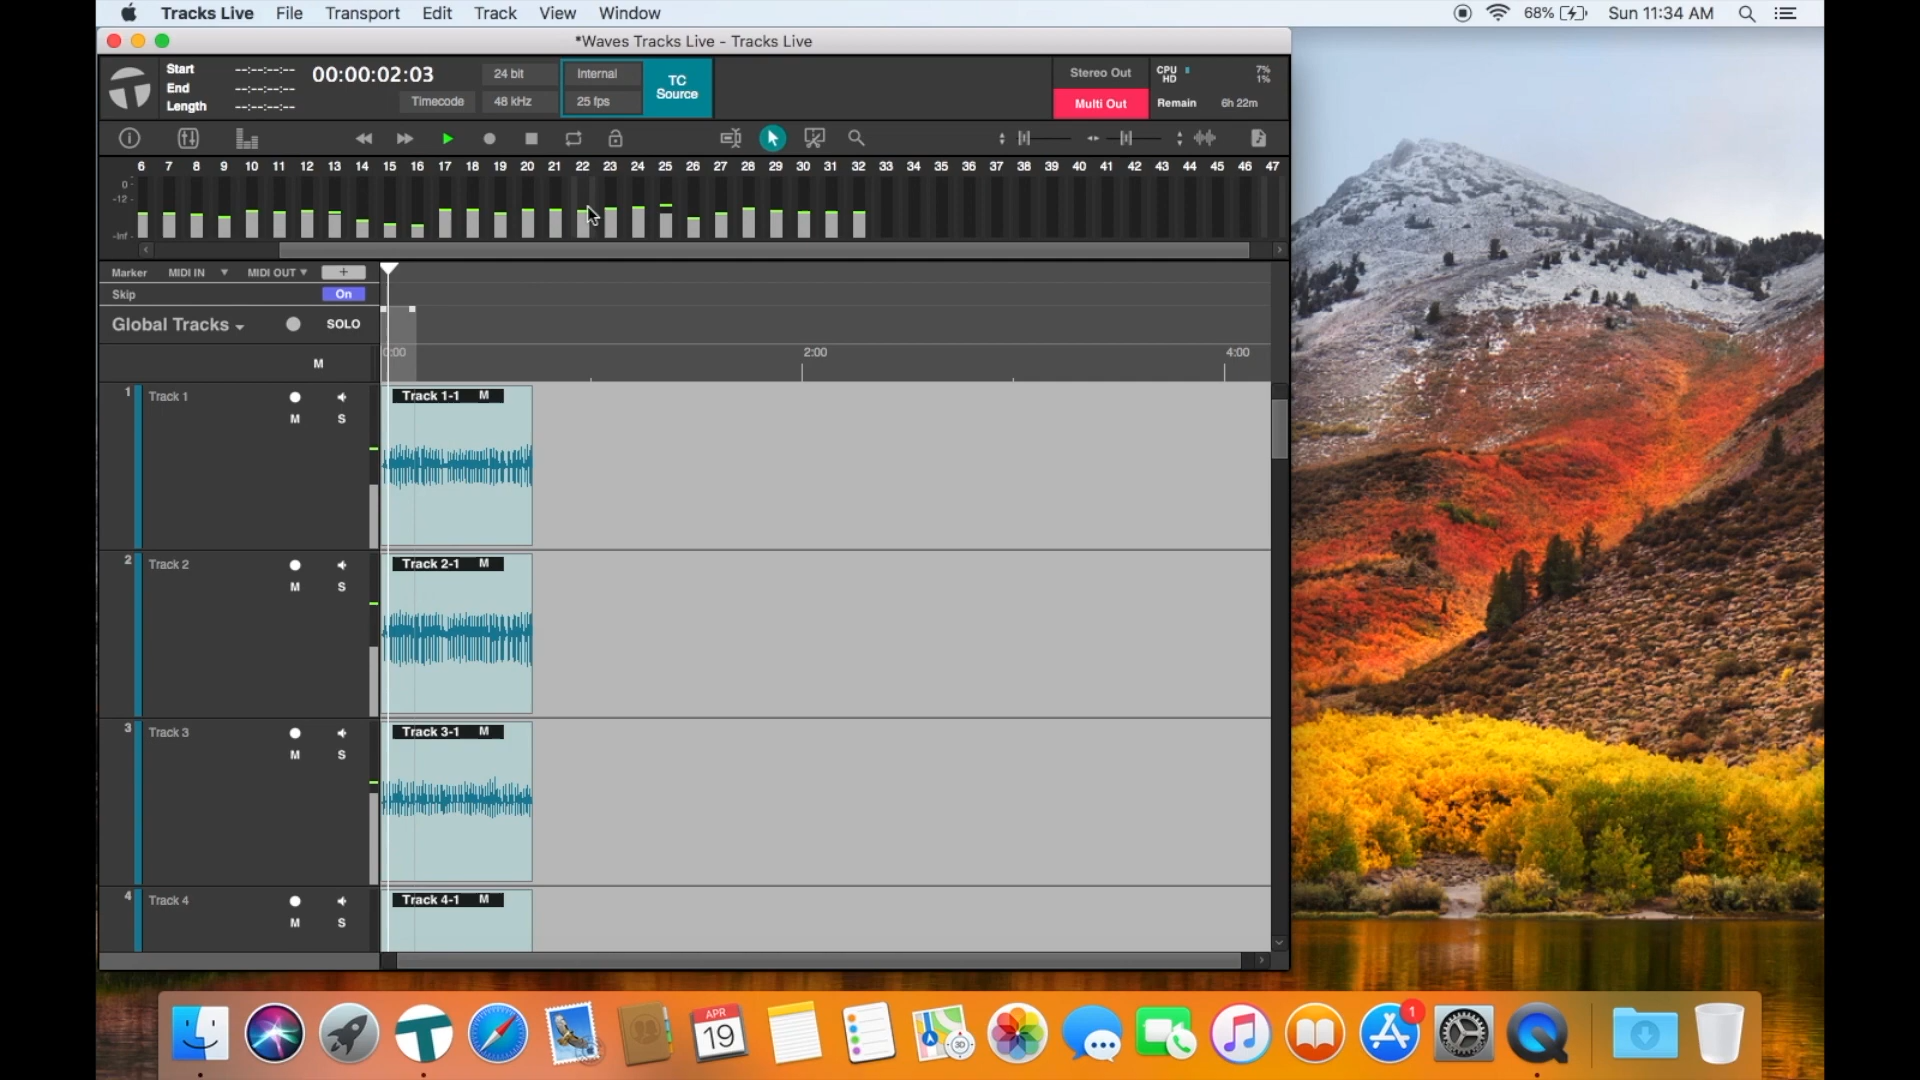 Tracks Live File Transport Edit Track View Window 68% Sun 11:34 AM
*Waves Tracks Live - Tracks Live
Start --:--:--:-- 00:00:02:03 24 bit Internal TC Source Stereo Out CPU 7%
HD 1%
End --:--:--:--
Length --:--:--:-- Timecode 48 kHz 25 fps Multi Out Remain 6h 22m
6 7 8 9 10 11 12 13 14 15 16 17 18 19 20 21 22 23 24 25 26 27 28 29 30 31 32 33 34 35 36 37 38 39 40 41 42 43 44 45 46 47
0
-12
-Inf
Marker MIDI IN MIDI OUT +
Skip On
Global Tracks SOLO
0:00 2:00 4:00
M
1 Track 1 Track 1-1 M
M S
2 Track 2 Track 2-1 M
M S
3 Track 3 Track 3-1 M
M S
4 Track 4 Track 4-1 M
M S
APR
19
3D
1